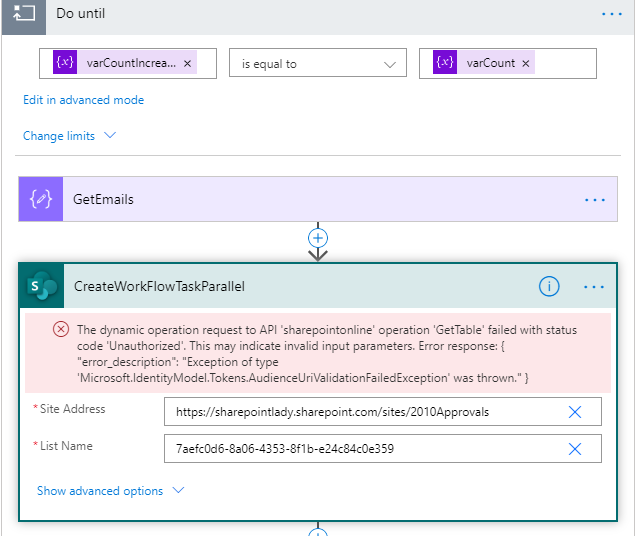 Do until
{x} varCountIncrea... × is equal to {x} varCount ×
Edit in advanced mode
Change limits
GetEmails
S CreateWorkFlowTaskParallel
The dynamic operation request to API 'sharepointonline' operation 'GetTable' failed with status
code 'Unauthorized'. This may indicate invalid input parameters. Error response: {
"error_description": "Exception of type
'Microsoft.IdentityModel.Tokens.AudienceUriValidationFailedException' was thrown." }
* Site Address https://sharepointlady.sharepoint.com/sites/2010Approvals
* List Name 7aefc0d6-8a06-4353-8f1b-e24c84c0e359
Show advanced options